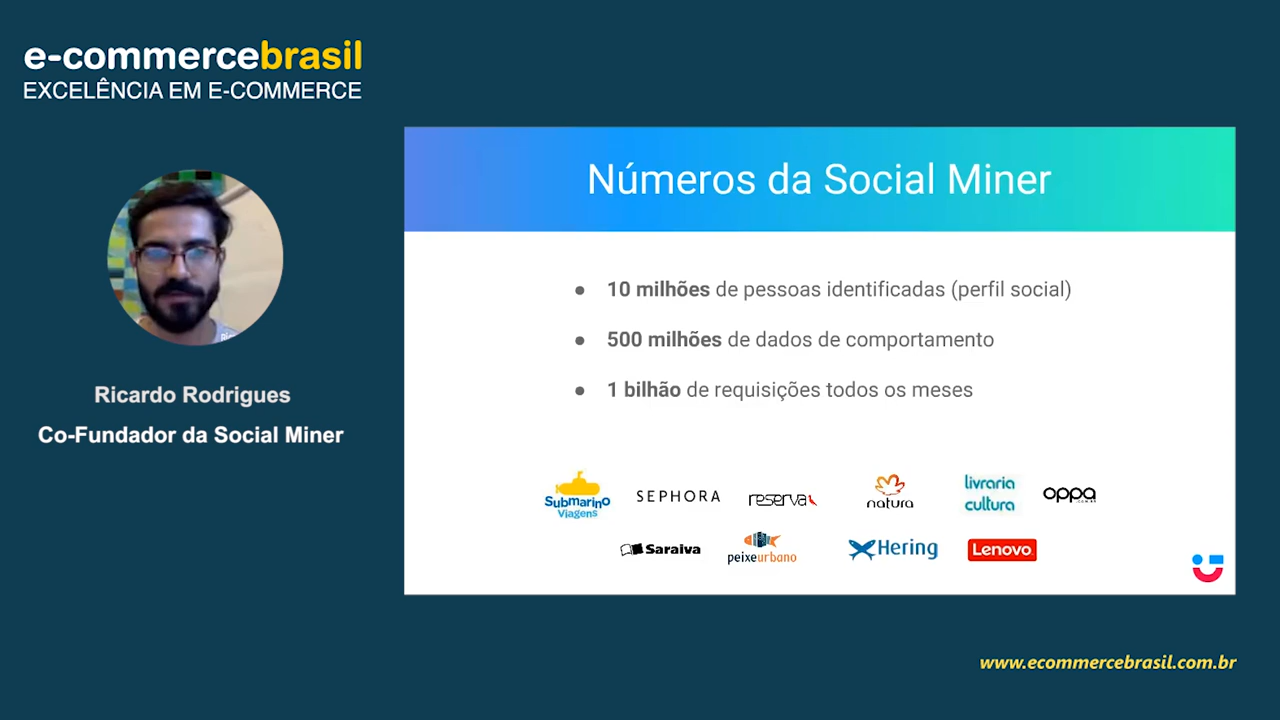 e-commercebrasil
EXCELÊNCIA EM E-COMMERCE
Ricardo Rodrigues
Co-Fundador da Social Miner
Números da Social Miner
● 10 milhões de pessoas identificadas (perfil social)
● 500 milhões de dados de comportamento
● 1 bilhão de requisições todos os meses
Submarino
Viagens
SEPHORA
reserva
natura
livraria
cultura
oppa
Saraiva
peixeurbano
Hering
Lenovo
www.ecommercebrasil.com.br